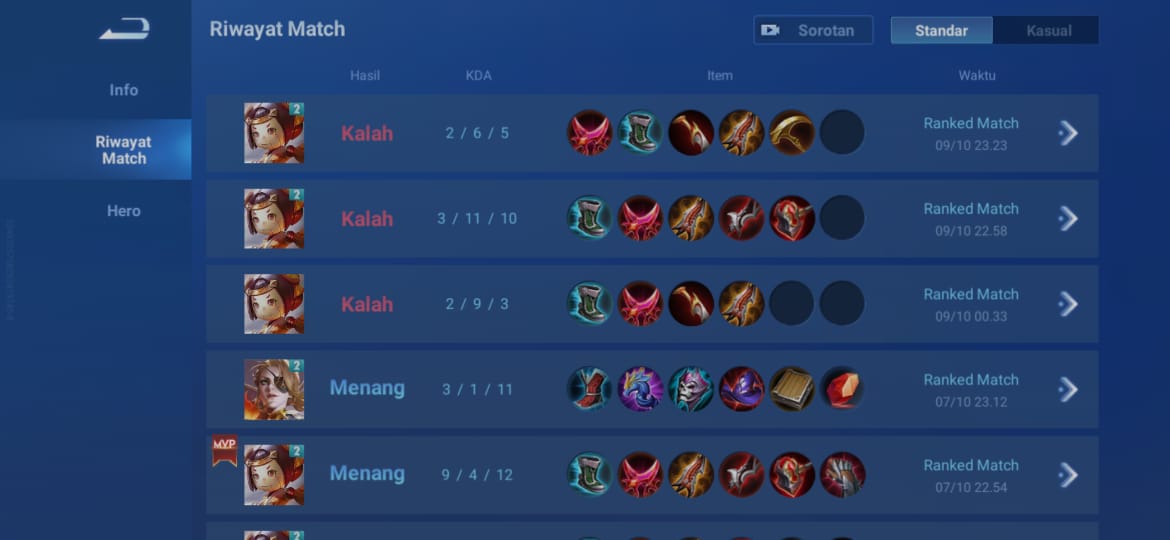 Riwayat Match
Sorotan
Standar
Kasual
Info
Riwayat
Match
Hero
Hasil
KDA
Item
Waktu
2
Kalah
2 / 6 / 5
Ranked Match
09/10 23.23
2
Kalah
3 / 11 / 10
Ranked Match
09/10 22.58
Kalah
2 / 9 / 3
Ranked Match
09/10 00.33
2
Menang
3 / 1 / 11
Ranked Match
07/10 23.12
MVP
2
Menang
9 / 4 / 12
Ranked Match
07/10 22.54
2